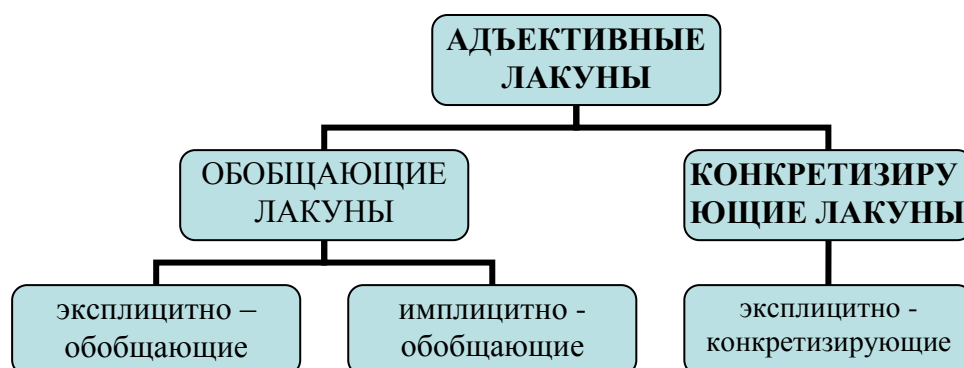 АДЪЕКТИВНЫЕ
ЛАКУНЫ
ОБОБЩАЮЩИЕ
ЛАКУНЫ
КОНКРЕТИЗИРУ
ЮЩИЕ ЛАКУНЫ
эксплицитно –
обобщающие
имплицитно -
обобщающие
эксплицитно -
конкретизирующие